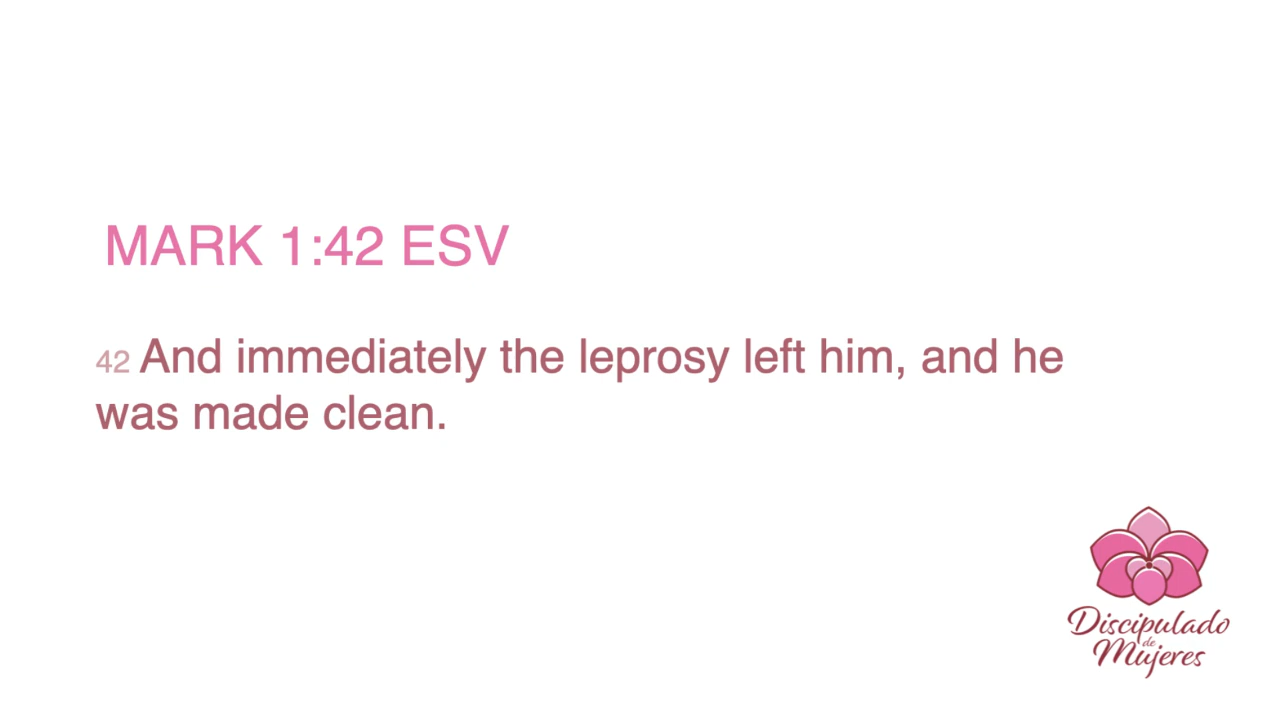 MARK 1:42 ESV
42 And immediately the leprosy left him, and he
was made clean.
Discipulado
de
Mujeres